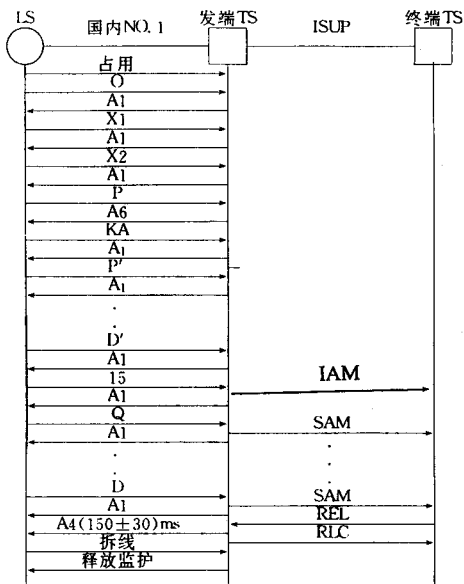 LS 国内NO. 1 发端TS ISUP 终端TS
占用
O
A1
X1
A1
X2
A1
P
A6
KA
A1
P'
A1
D'
A1
15
IAM
A1
Q
SAM
A1
D
SAM
A1
REL
A4(150±30)ms
RLC
拆线
释放监护